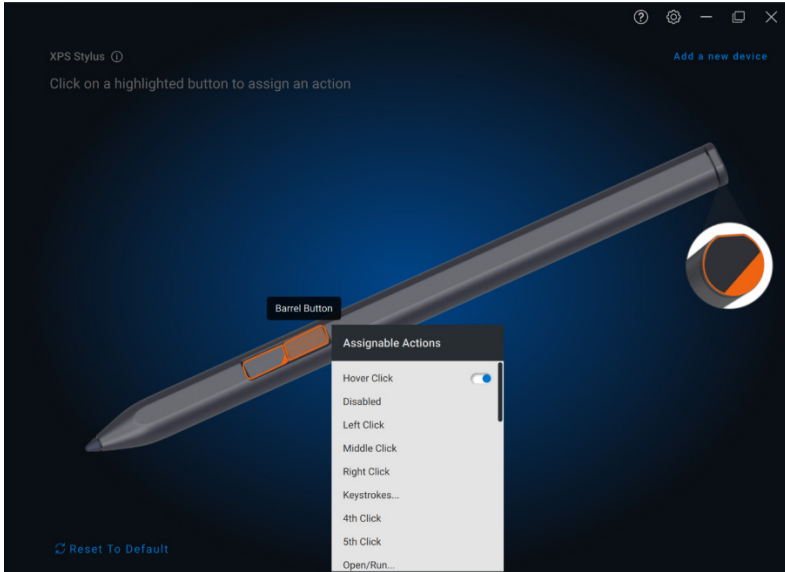 XPS Stylus
Add a new device
Click on a highlighted button to assign an action
Barrel Button
Assignable Actions
Hover Click
Disabled
Left Click
Middle Click
Right Click
Keystrokes...
4th Click
5th Click
Open/Run...
Reset To Default